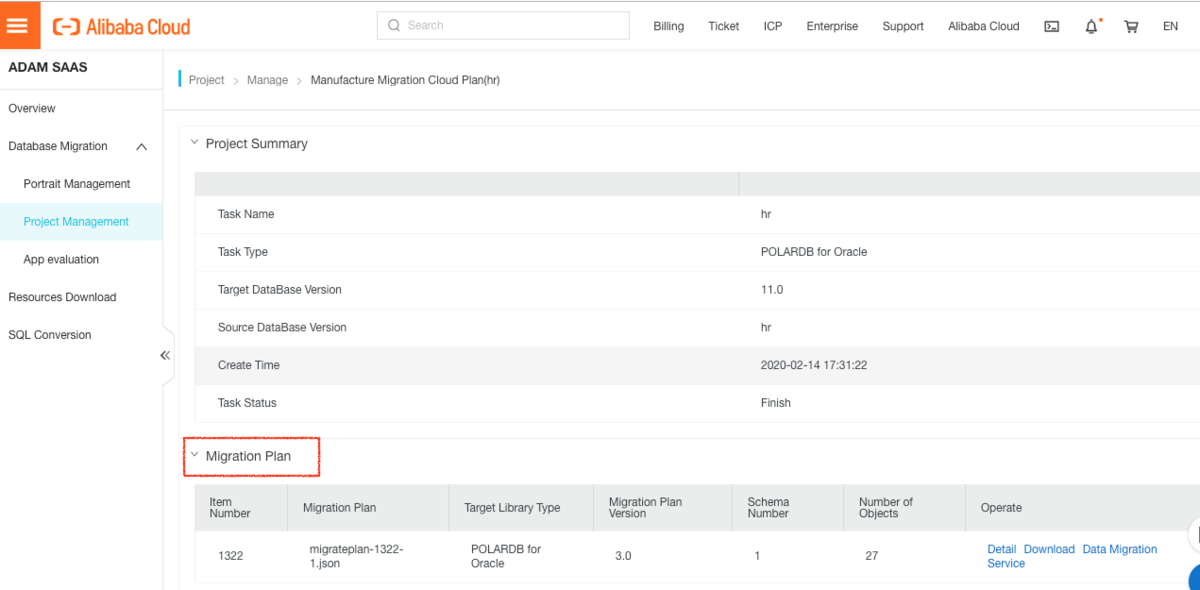 Alibaba Cloud
Search
Billing
Ticket
ICP
Enterprise
Support
Alibaba Cloud
EN
ADAM SAAS
Overview
Database Migration
Portrait Management
Project Management
App evaluation
Resources Download
SQL Conversion
Project > Manage > Manufacture Migration Cloud Plan(hr)
Project Summary
Task Name hr
Task Type POLARDB for Oracle
Target DataBase Version 11.0
Source DataBase Version hr
Create Time 2020-02-14 17:31:22
Task Status Finish
Migration Plan
Item
Number
Migration Plan
Target Library Type
Migration Plan
Version
Schema
Number
Number of
Objects
Operate
1322
migrateplan-1322-
1.json
POLARDB for
Oracle
3.0
1
27
Detail Download Data Migration
Service